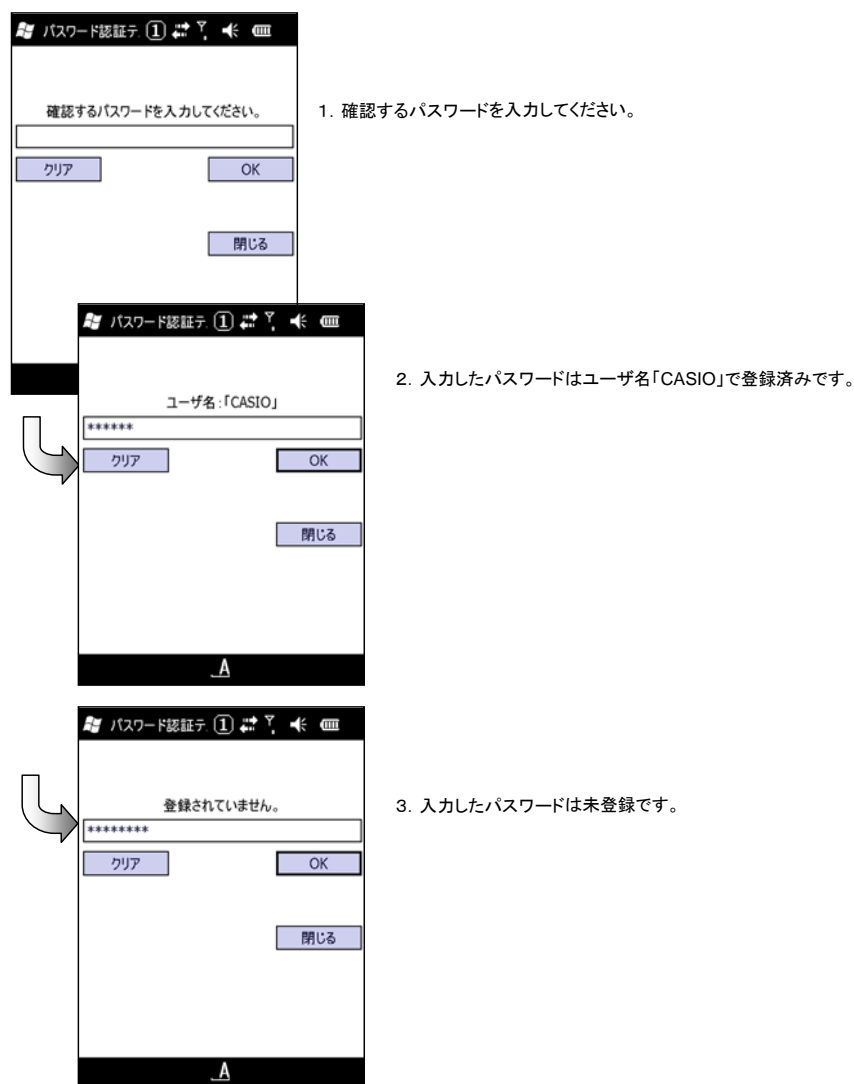 パスワード認証テ. 1
確認するパスワードを入力してください。
クリア OK
閉じる
1. 確認するパスワードを入力してください。
パスワード認証テ. 1
ユーザ名:「CASIO」
******
クリア OK
閉じる
A
2. 入力したパスワードはユーザ名「CASIO」で登録済みです。
パスワード認証テ. 1
登録されていません。
********
クリア OK
閉じる
A
3. 入力したパスワードは未登録です。